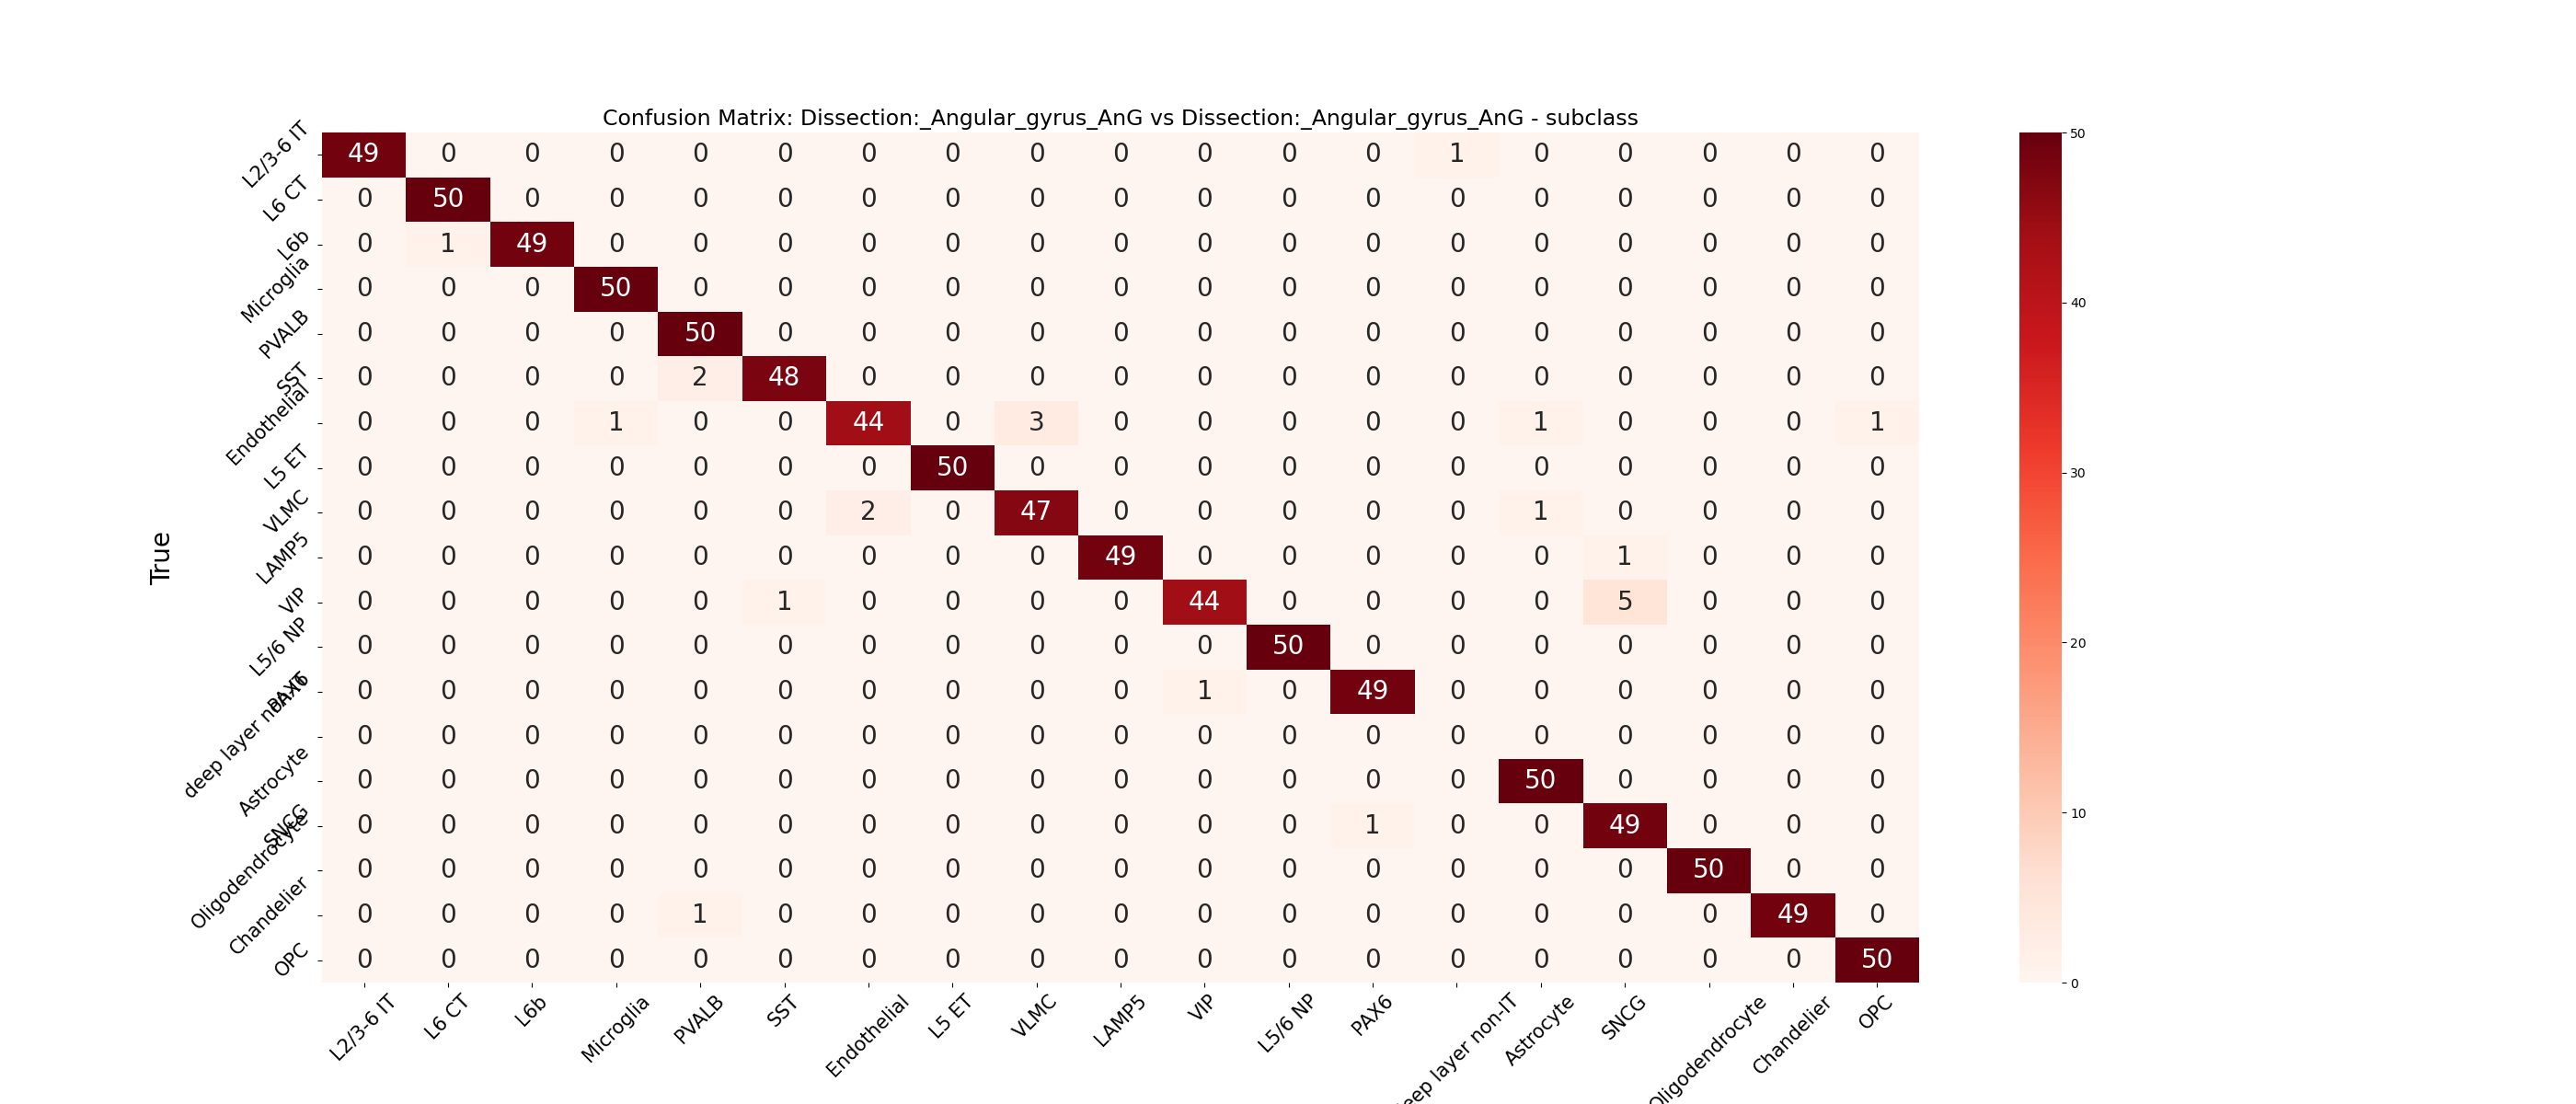 Confusion Matrix: Dissection:_Angular_gyrus_AnG vs Dissection:_Angular_gyrus_AnG - subclass
True
L2/3-6 IT 49 0 0 0 0 0 0 0 0 0 0 0 0 1 0 0 0 0 0
L6 CT 0 50 0 0 0 0 0 0 0 0 0 0 0 0 0 0 0 0 0
L6b 0 1 49 0 0 0 0 0 0 0 0 0 0 0 0 0 0 0 0
Microglia 0 0 0 50 0 0 0 0 0 0 0 0 0 0 0 0 0 0 0
PVALB 0 0 0 0 50 0 0 0 0 0 0 0 0 0 0 0 0 0 0
SST 0 0 0 0 2 48 0 0 0 0 0 0 0 0 0 0 0 0 0
Endothelial 0 0 0 1 0 0 44 0 3 0 0 0 0 0 1 0 0 0 1
L5 ET 0 0 0 0 0 0 0 50 0 0 0 0 0 0 0 0 0 0 0
VLMC 0 0 0 0 0 0 2 0 47 0 0 0 0 0 1 0 0 0 0
LAMP5 0 0 0 0 0 0 0 0 0 49 0 0 0 0 0 1 0 0 0
VIP 0 0 0 0 0 1 0 0 0 0 44 0 0 0 0 5 0 0 0
L5/6 NP 0 0 0 0 0 0 0 0 0 0 0 50 0 0 0 0 0 0 0
PAX6 0 0 0 0 0 0 0 0 0 0 1 0 49 0 0 0 0 0 0
deep layer non-IT 0 0 0 0 0 0 0 0 0 0 0 0 0 0 0 0 0 0 0
Astrocyte 0 0 0 0 0 0 0 0 0 0 0 0 0 0 50 0 0 0 0
SNCG 0 0 0 0 0 0 0 0 0 0 0 0 1 0 0 49 0 0 0
Oligodendrocyte 0 0 0 0 0 0 0 0 0 0 0 0 0 0 0 0 50 0 0
Chandelier 0 0 0 0 1 0 0 0 0 0 0 0 0 0 0 0 0 49 0
OPC 0 0 0 0 0 0 0 0 0 0 0 0 0 0 0 0 0 0 50
L2/3-6 IT
L6 CT
L6b
Microglia
PVALB
SST
Endothelial
L5 ET
VLMC
LAMP5
VIP
L5/6 NP
PAX6
eep layer non-IT
Astrocyte
SNCG
Oligodendrocyte
Chandelier
OPC
50
40
30
20
10
0